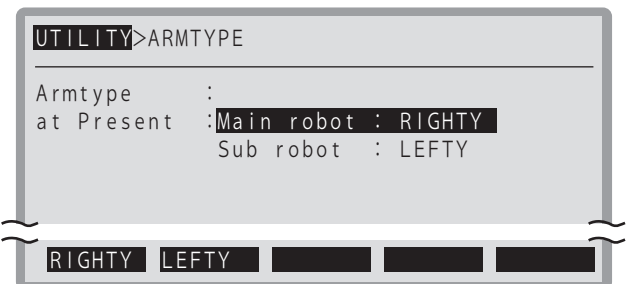 UTILITY>ARMTYPE
Armtype :
at Present :Main robot : RIGHTY
Sub robot : LEFTY
RIGHTY LEFTY